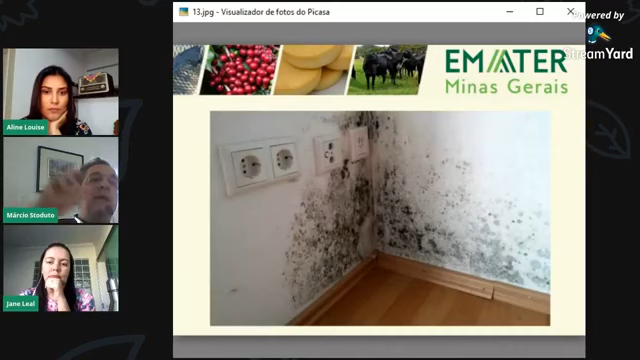 13.jpg - Visualizador de fotos do Picasa
Powered by
StreamYard
EMATER
Minas Gerais
Aline Louise
Márcio Stoduto
Jane Leal